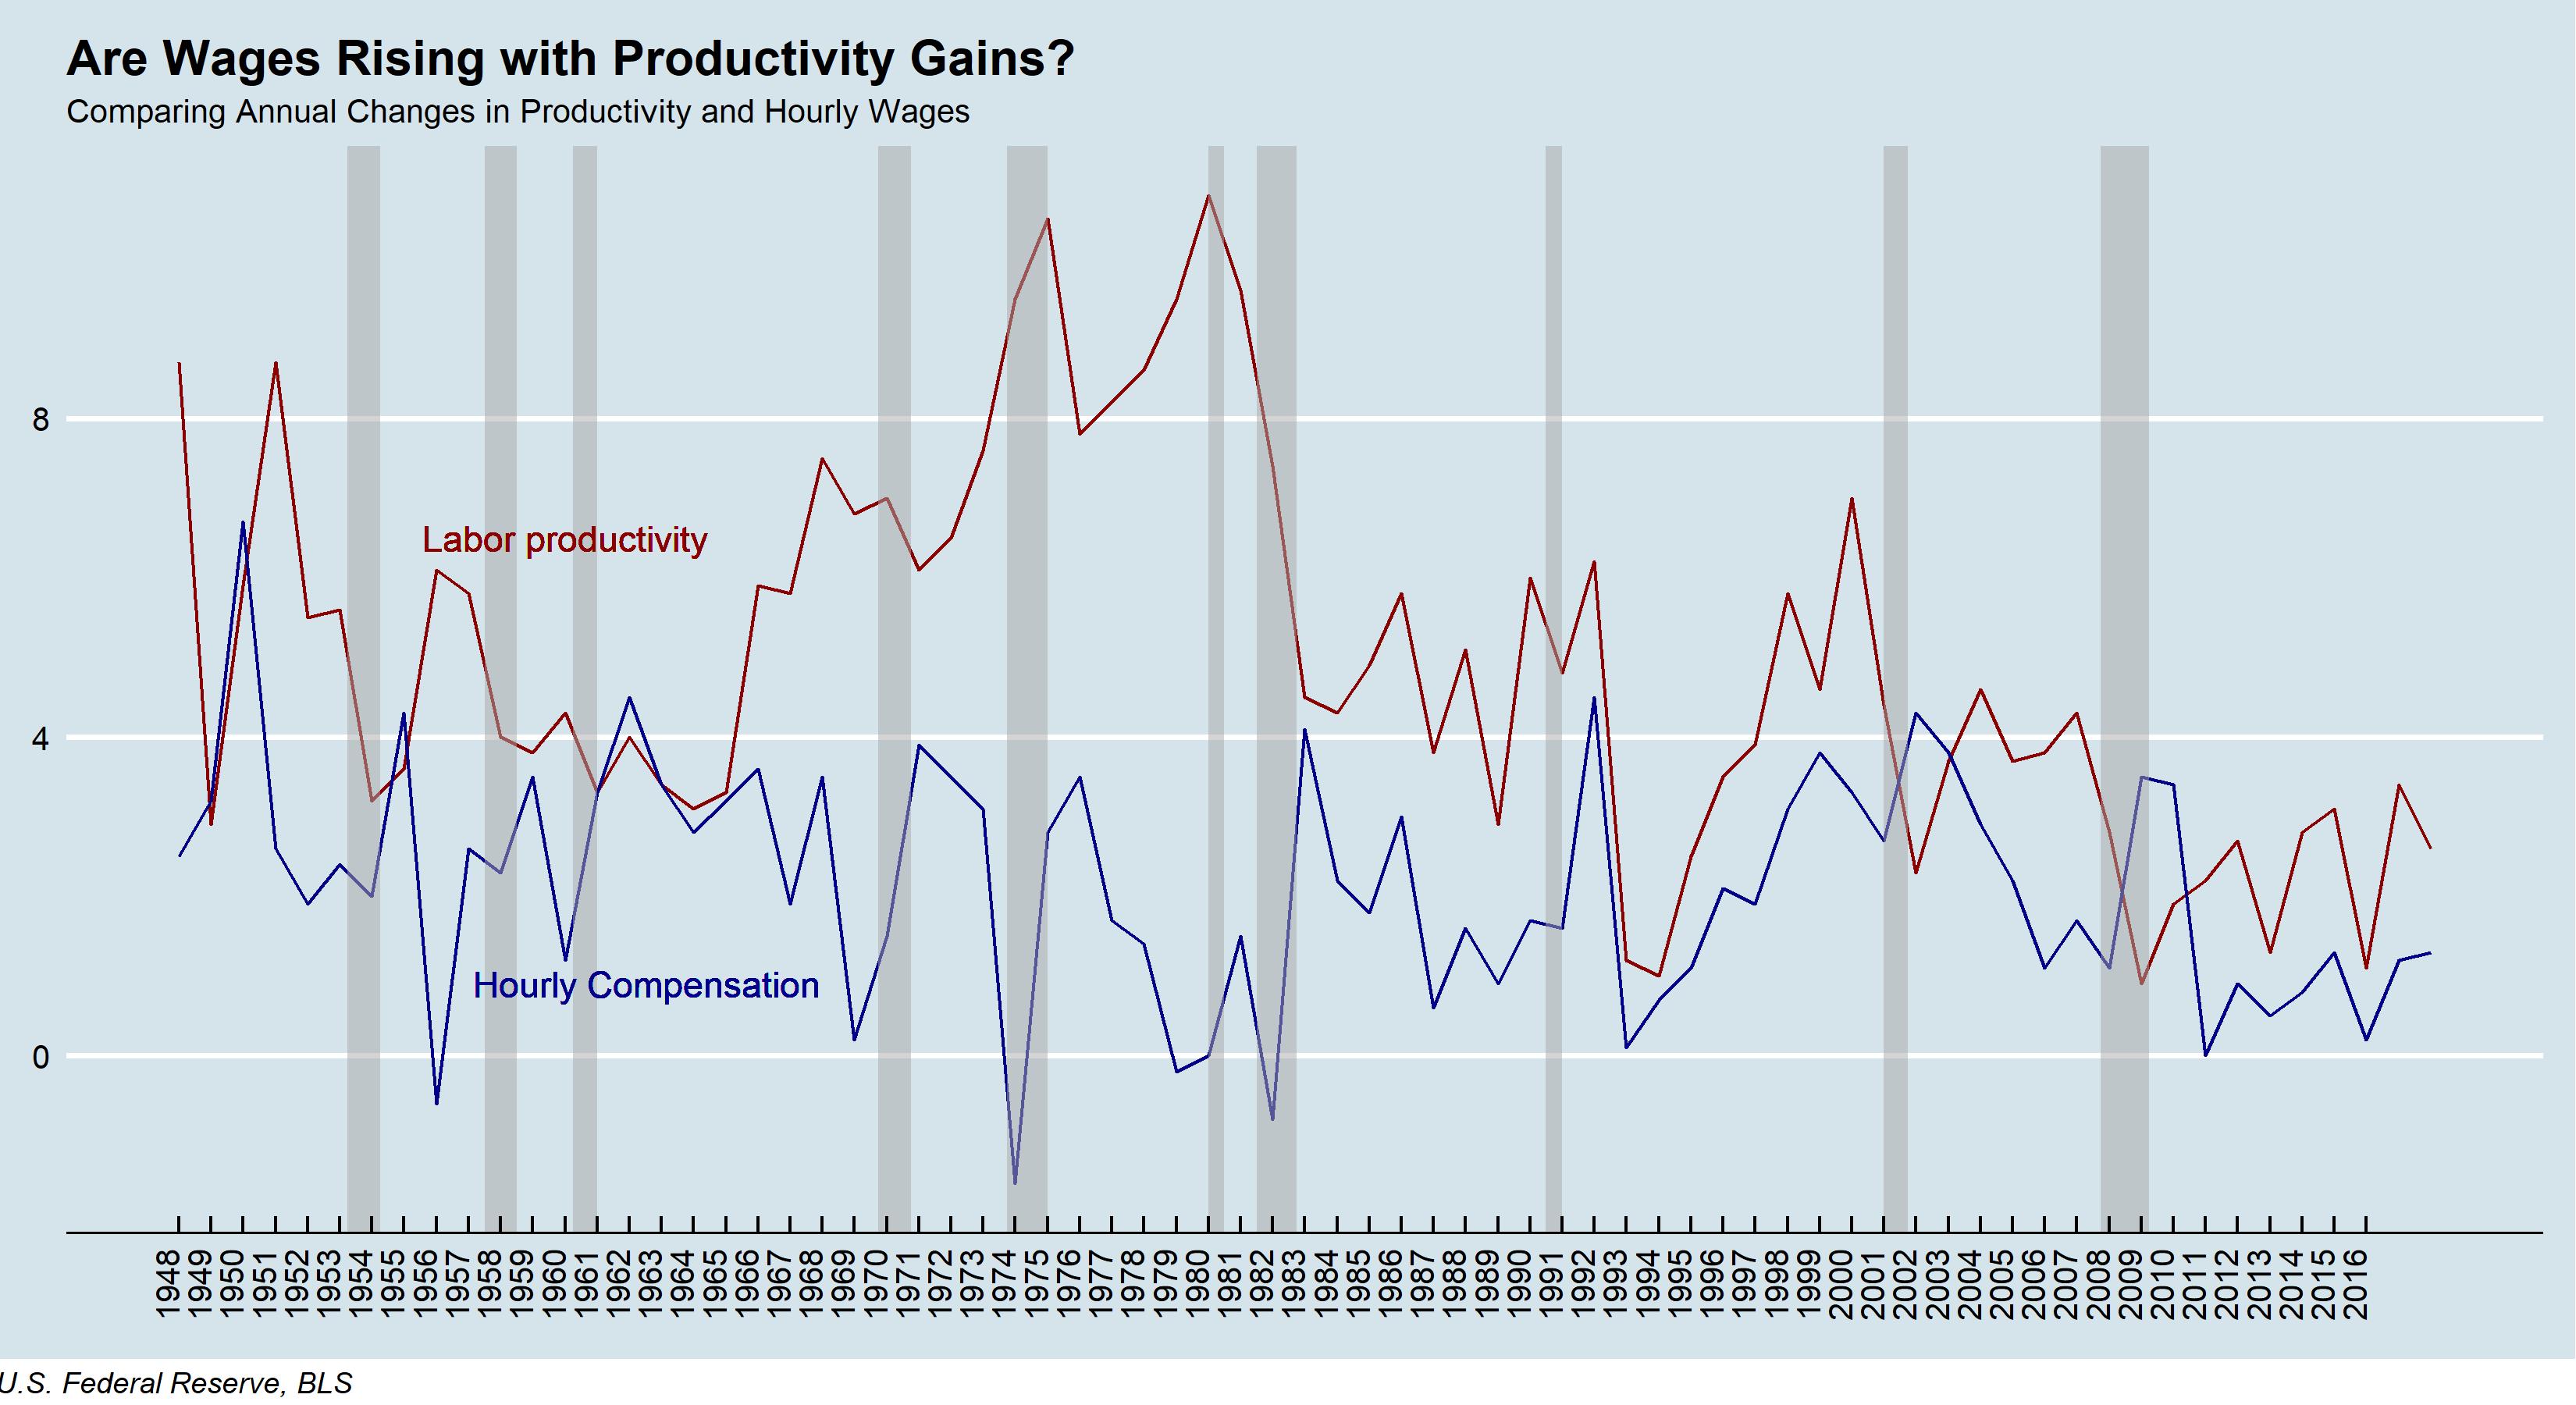 Are Wages Rising with Productivity Gains?
Comparing Annual Changes in Productivity and Hourly Wages
8
Labor productivity
4
Hourly Compensation
0
1948 1949 1950 1951 1952 1953 1954 1955 1956 1957 1958 1959 1960 1961 1962 1963 1964 1965 1966 1967 1968 1969 1970 1971 1972 1973 1974 1975 1976 1977 1978 1979 1980 1981 1982 1983 1984 1985 1986 1987 1988 1989 1990 1991 1992 1993 1994 1995 1996 1997 1998 1999 2000 2001 2002 2003 2004 2005 2006 2007 2008 2009 2010 2011 2012 2013 2014 2015 2016
U.S. Federal Reserve, BLS